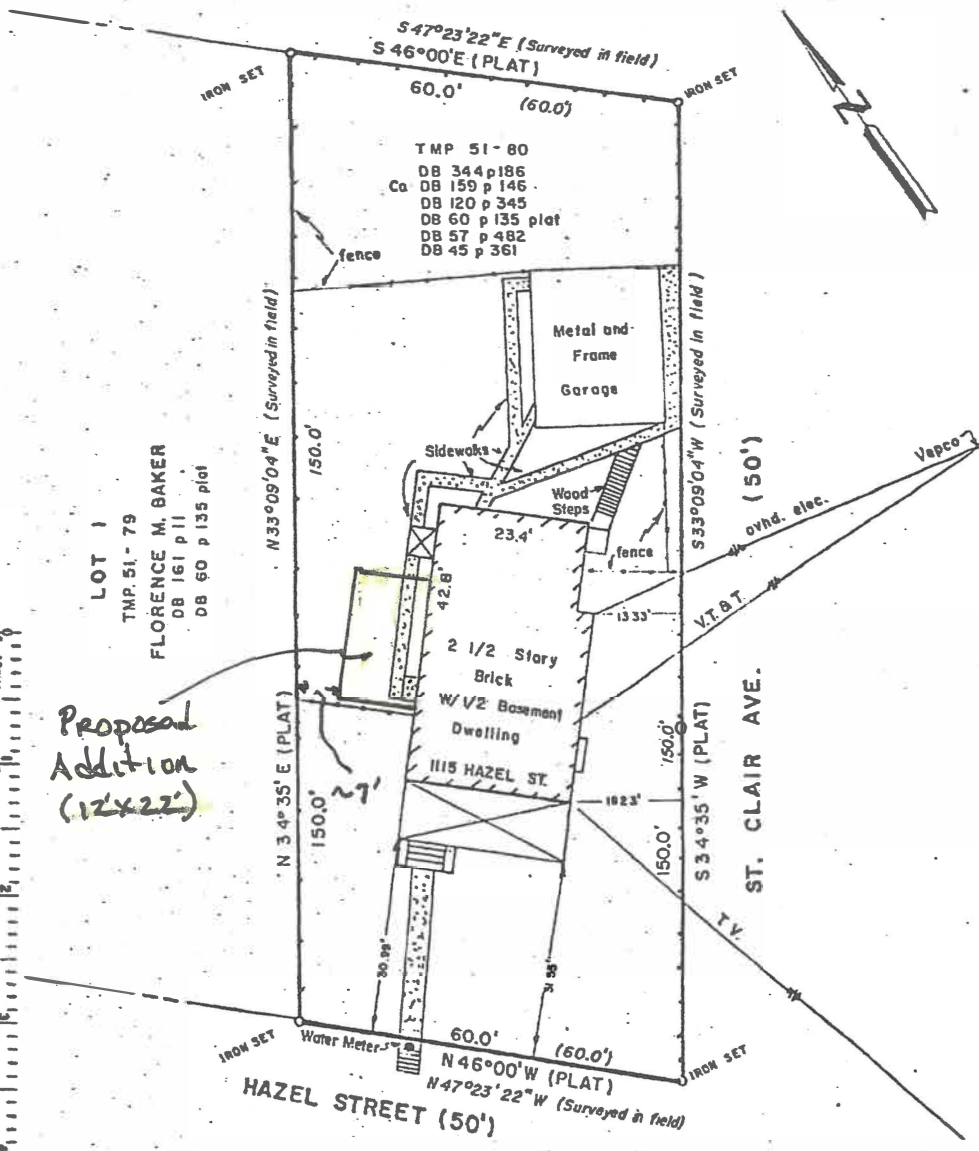 S 47°23'22"E (Surveyed in field)
S 46°00'E (PLAT)
60.0' (60.0')
IRON SET
IRON SET
N
TMP 51-80
DB 344 p186
Ca DB 159 p 146
DB 120 p 345
DB 60 p 135 plat
DB 57 p 482
DB 45 p 361
fence
Metal and
Frame
Garage
N33°09'04"E (Surveyed in field)
150.0'
S33°09'04"W (Surveyed in field)
Sidewalks
Wood
Steps
Vepco
ovhd. elec.
V.T.&T.
(50')
LOT 1
TMP. 51-79
FLORENCE M. BAKER
DB 161 p 11
DB 60 p 135 plat
23.4'
42.8'
fence
13.33'
2 1/2 Story
Brick
W/ 1/2 Basement
Dwelling
1115 HAZEL ST.
Proposed
Addition
(12'X22')
N 34°35' E (PLAT)
150.0'
150.0'
150.0'
S 34°35' W (PLAT)
ST. CLAIR AVE.
T.V.
30.99'
Water Meter
IRON SET
60.0' (60.0')
N 46°00'W (PLAT)
N 47°23'22"W (Surveyed in field)
IRON SET
HAZEL STREET (50')